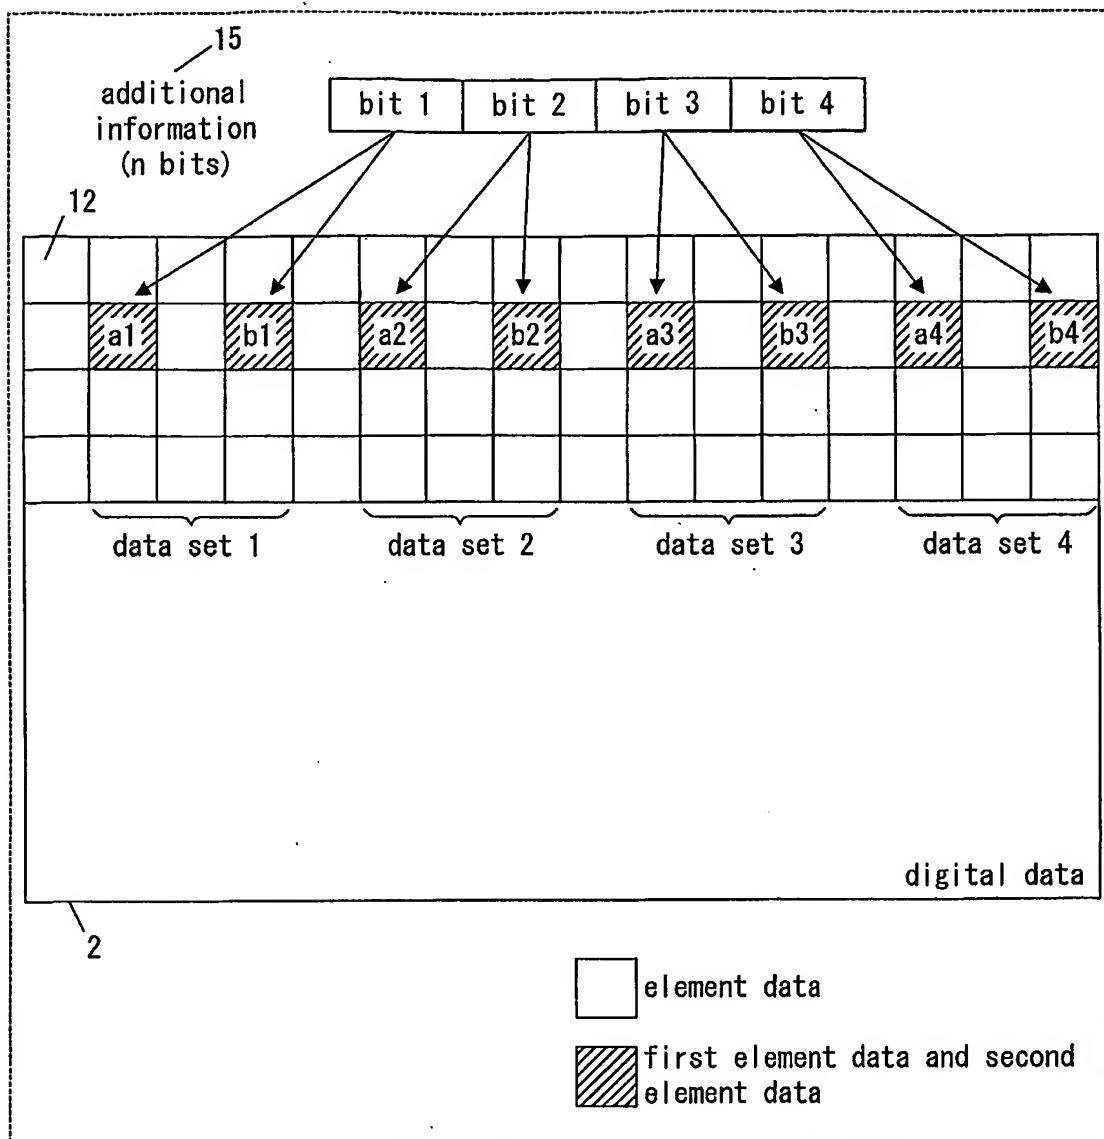 15
additional
information
(n bits)
bit 1 bit 2 bit 3 bit 4
12
a1 b1 a2 b2 a3 b3 a4 b4
data set 1 data set 2 data set 3 data set 4
digital data
2
element data
first element data and second
element data